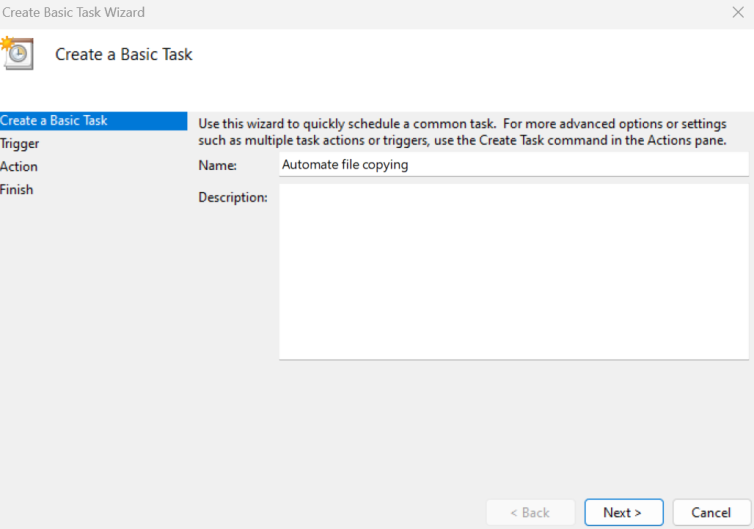 Create Basic Task Wizard
Create a Basic Task
Create a Basic Task
Trigger
Action
Finish
Use this wizard to quickly schedule a common task.  For more advanced options or settings
such as multiple task actions or triggers, use the Create Task command in the Actions pane.
Name: Automate file copying
Description:
< Back Next > Cancel